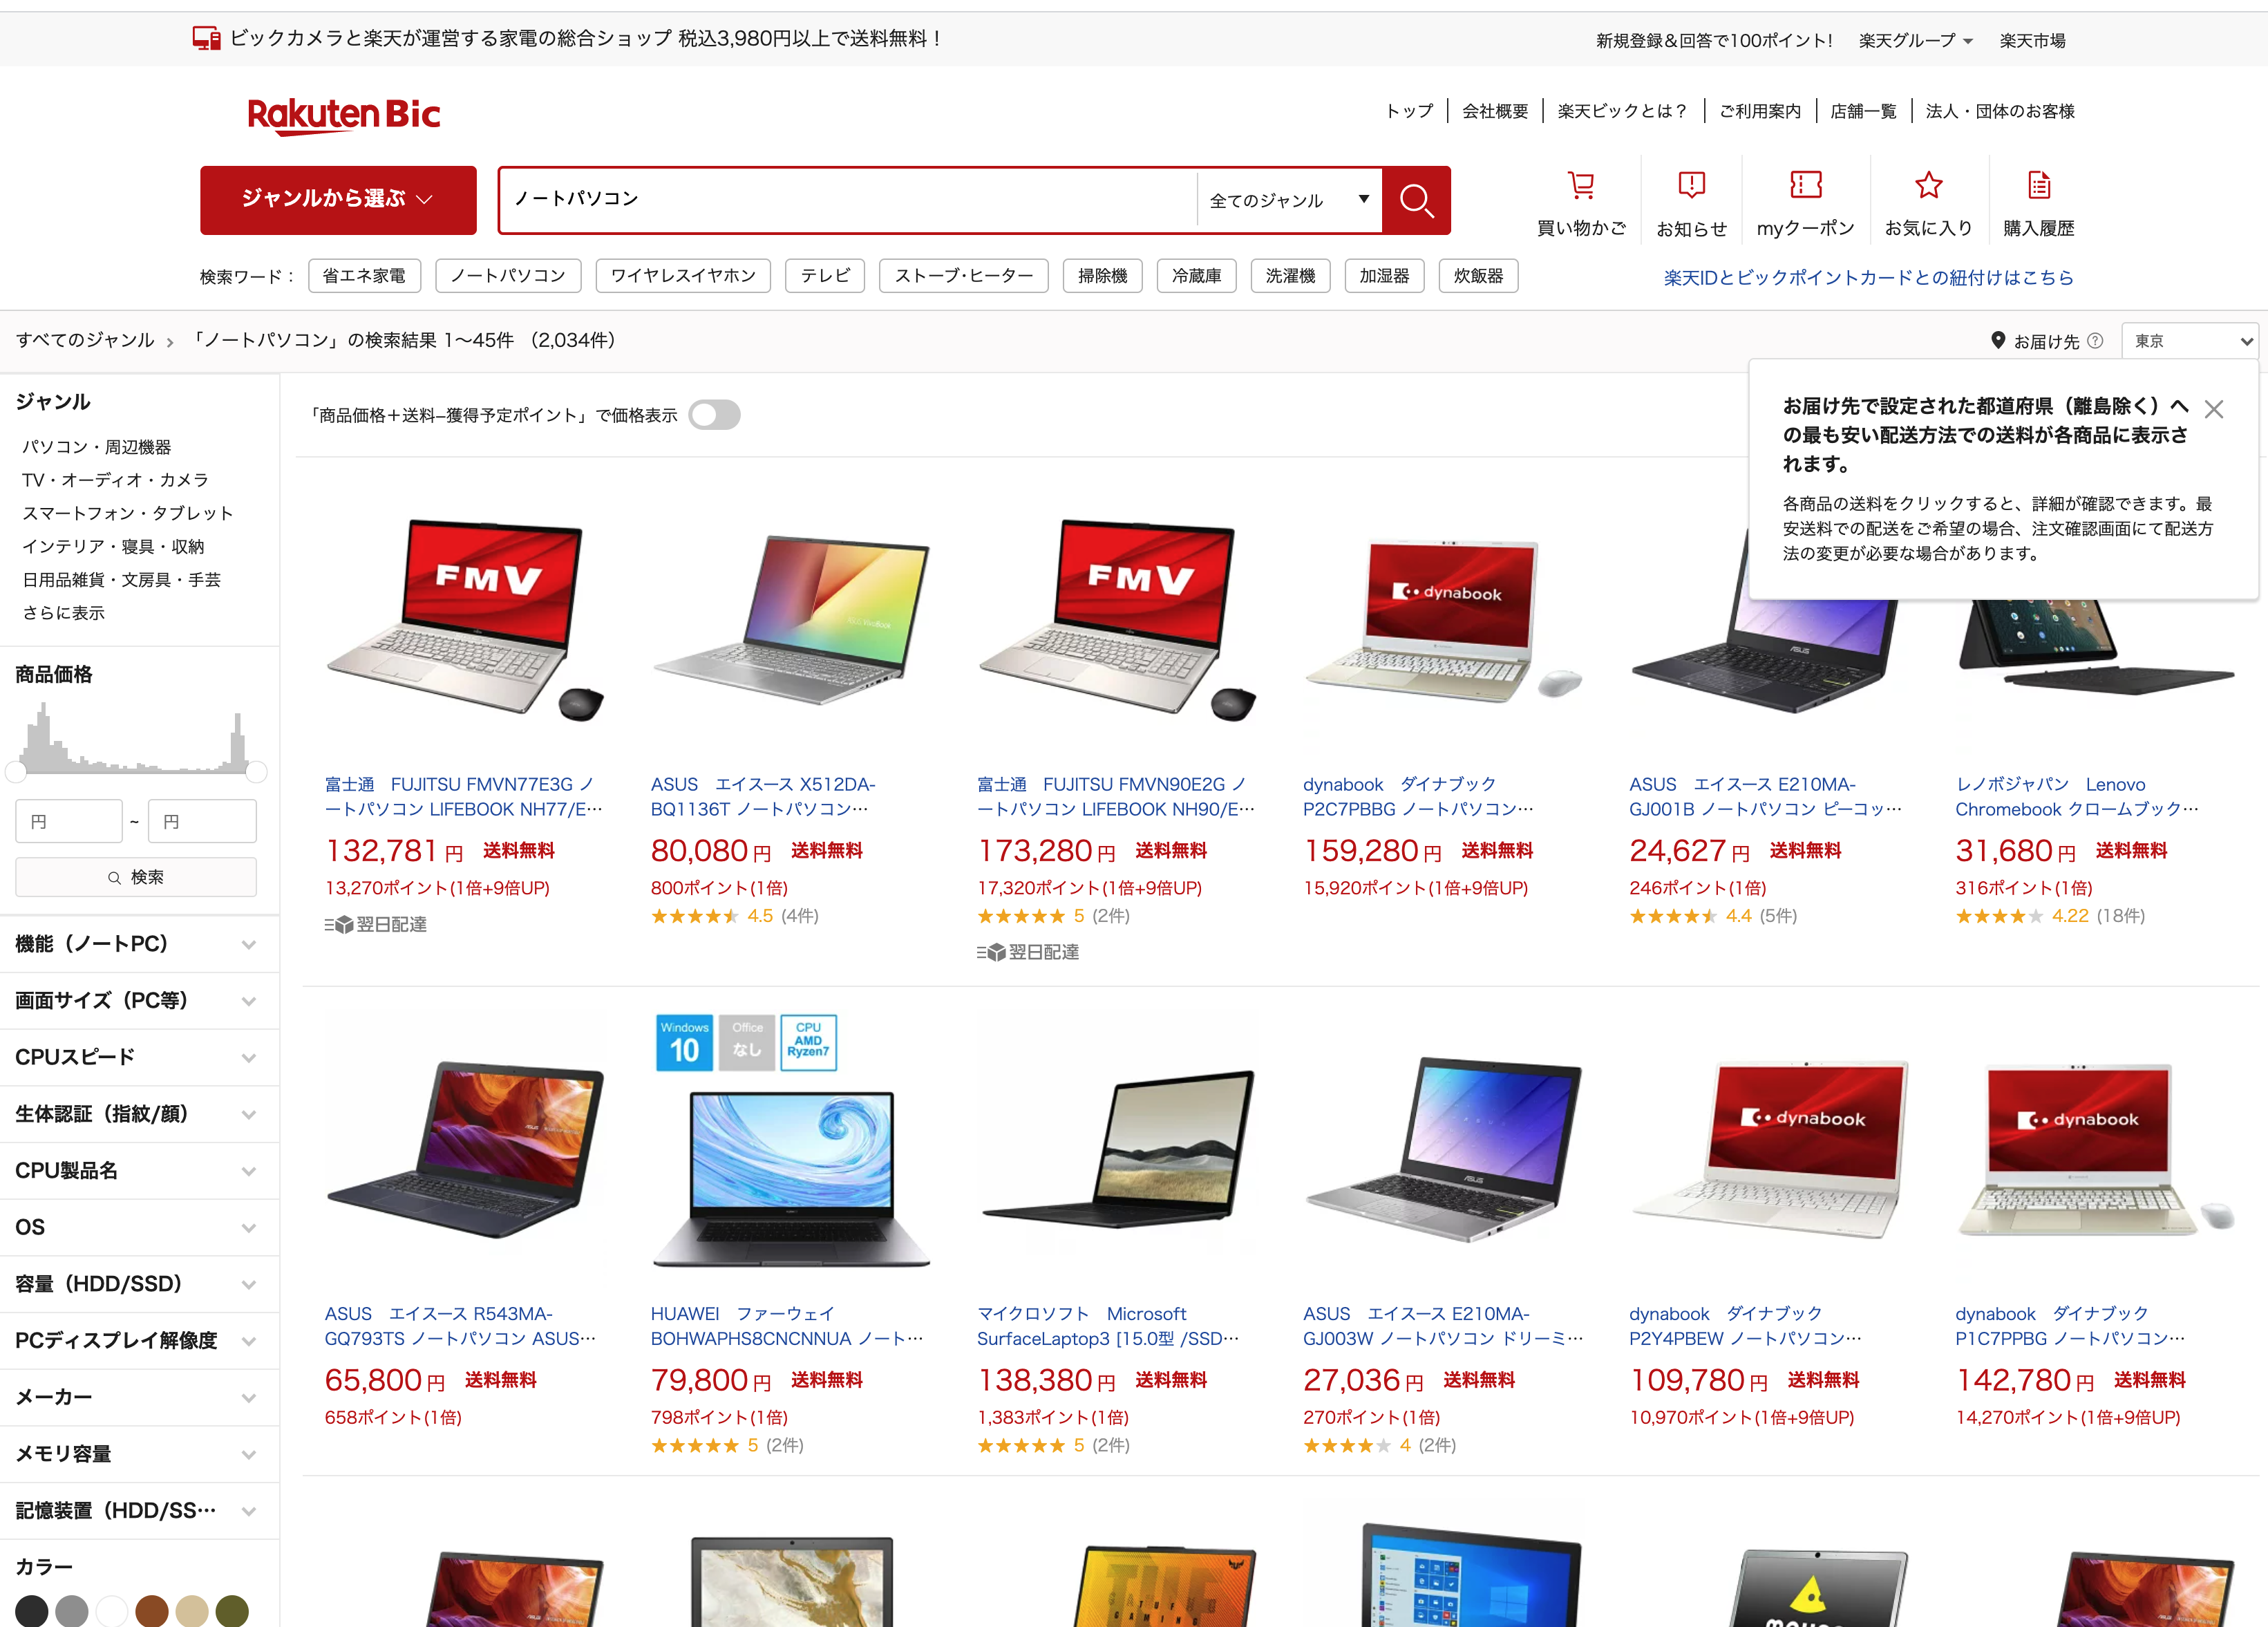 ビックカメラと楽天が運営する家電の総合ショップ 税込3,980円以上で送料無料！
新規登録＆回答で100ポイント! 楽天グループ 楽天市場
Rakuten Bic
トップ 会社概要 楽天ビックとは？ ご利用案内 店舗一覧 法人・団体のお客様
ジャンルから選ぶ
ノートパソコン
全てのジャンル
買い物かご お知らせ myクーポン お気に入り 購入履歴
検索ワード： 省エネ家電 ノートパソコン ワイヤレスイヤホン テレビ ストーブ･ヒーター 掃除機 冷蔵庫 洗濯機 加湿器 炊飯器
楽天IDとビックポイントカードとの紐付けはこちら
すべてのジャンル › 「ノートパソコン」の検索結果 1〜45件 （2,034件）
お届け先 ? 東京
お届け先で設定された都道府県（離島除く）へ
の最も安い配送方法での送料が各商品に表示さ
れます。
各商品の送料をクリックすると、詳細が確認できます。最
安送料での配送をご希望の場合、注文確認画面にて配送方
法の変更が必要な場合があります。
ジャンル
パソコン・周辺機器
TV・オーディオ・カメラ
スマートフォン・タブレット
インテリア・寝具・収納
日用品雑貨・文房具・手芸
さらに表示
商品価格
円 ~ 円
検索
機能（ノートPC）
画面サイズ（PC等）
CPUスピード
生体認証（指紋/顔）
CPU製品名
OS
容量（HDD/SSD）
PCディスプレイ解像度
メーカー
メモリ容量
記憶装置（HDD/SS…
カラー
「商品価格＋送料–獲得予定ポイント」で価格表示
FMV
富士通　FUJITSU FMVN77E3G ノ
ートパソコン LIFEBOOK NH77/E…
132,781 円 送料無料
13,270ポイント(1倍+9倍UP)
翌日配達
ASUS　エイスース X512DA-
BQ1136T ノートパソコン…
80,080 円 送料無料
800ポイント(1倍)
4.5 (4件)
FMV
富士通　FUJITSU FMVN90E2G ノ
ートパソコン LIFEBOOK NH90/E…
173,280 円 送料無料
17,320ポイント(1倍+9倍UP)
5 (2件)
翌日配達
dynabook
dynabook　ダイナブック
P2C7PBBG ノートパソコン…
159,280 円 送料無料
15,920ポイント(1倍+9倍UP)
ASUS
ASUS　エイスース E210MA-
GJ001B ノートパソコン ピーコッ…
24,627 円 送料無料
246ポイント(1倍)
4.4 (5件)
レノボジャパン　Lenovo
Chromebook クロームブック…
31,680 円 送料無料
316ポイント(1倍)
4.22 (18件)
ASUS　エイスース R543MA-
GQ793TS ノートパソコン ASUS…
65,800 円 送料無料
658ポイント(1倍)
Windows
10
Office
なし
CPU
AMD
Ryzen7
HUAWEI　ファーウェイ
BOHWAPHS8CNCNNUA ノート…
79,800 円 送料無料
798ポイント(1倍)
5 (2件)
マイクロソフト　Microsoft
SurfaceLaptop3 [15.0型 /SSD…
138,380 円 送料無料
1,383ポイント(1倍)
5 (2件)
ASUS
ASUS　エイスース E210MA-
GJ003W ノートパソコン ドリーミ…
27,036 円 送料無料
270ポイント(1倍)
4 (2件)
dynabook
dynabook　ダイナブック
P2Y4PBEW ノートパソコン…
109,780 円 送料無料
10,970ポイント(1倍+9倍UP)
dynabook
dynabook　ダイナブック
P1C7PPBG ノートパソコン…
142,780 円 送料無料
14,270ポイント(1倍+9倍UP)
TUF
GAMING